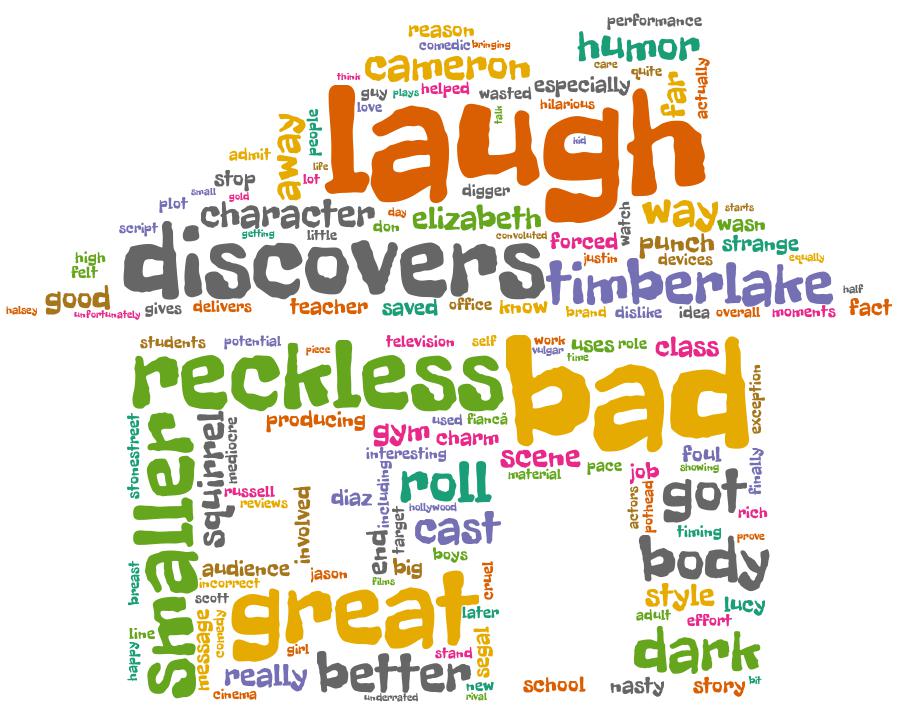 performance
reason
humor
comedic bringing
cameron
care quite
actually
think
guy plays helped wasted especially far
love hilarious
laugh
talk
kid
people
away
admit
life
lot
stop
digger
small gold
plot
character day elizabeth watch way starts
script getting little don convoluted wasn
discovers
forced punch strange
justin devices equally
high
felt
timberlake
half
good
halsey unfortunately gives delivers teacher saved office know brand dislike idea overall moments fact
students potential piece television self work vulgar time uses role class
reckless
bad
exception
producing used fiancã
gym charm
stonestreet
smaller
squirrel
mediocre
interesting scene foul
material pace job showing finally
russell reviews involved diaz including roll
hollywood
actors
pothead
got
rich
target cast
timing prove
end boys
body
audience
jason films big cruel
breast
incorrect
scott
great
style
lucy
later
adult effort
message
comedy
line
happy
girl
stand segal
dark
really better
new
cinema underrated rival
school nasty story bit